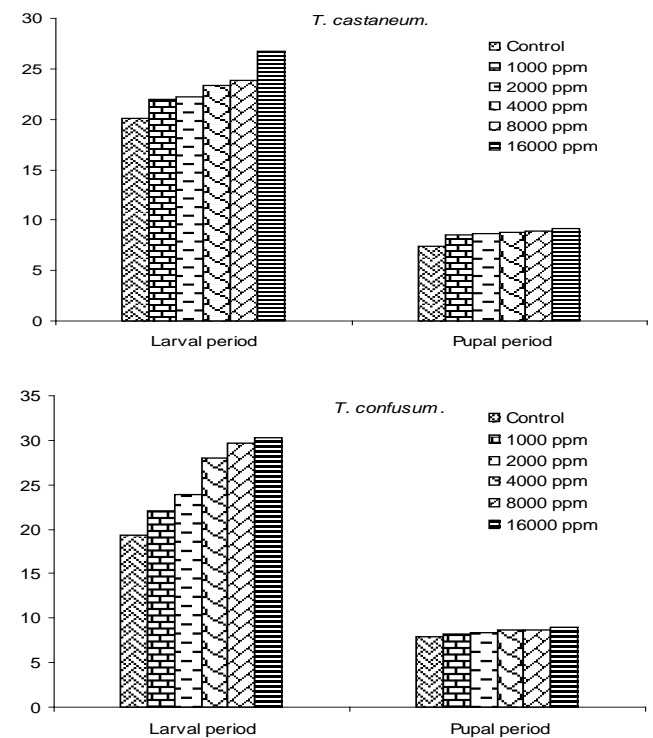 T. castaneum.
30
25
20
15
10
5
0
Control
1000 ppm
2000 ppm
4000 ppm
8000 ppm
16000 ppm
Larval period
Pupal period
T. confusum.
35
30
25
20
15
10
5
0
Control
1000 ppm
2000 ppm
4000 ppm
8000 ppm
16000 ppm
Larval period
Pupal period